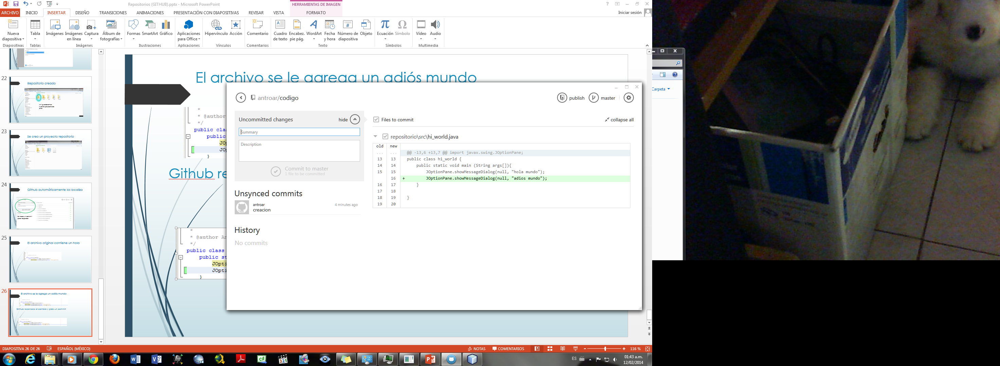 Repositorios (GITHUB).pptx - Microsoft PowerPoint
HERRAMIENTAS DE IMAGEN
ARCHIVO INICIO INSERTAR DISEÑO TRANSICIONES ANIMACIONES PRESENTACIÓN CON DIAPOSITIVAS REVISAR VISTA FORMATO
Iniciar sesión
Nueva diapositiva
Tabla
Imágenes
Imágenes en línea
Captura
Álbum de fotografías
Formas
SmartArt
Gráfico
Aplicaciones para Office
Hipervínculo
Acción
Comentario
Cuadro de texto
Encabez. pie pág.
WordArt
Fecha y hora
Número de diapositiva
Objeto
Ecuación
Símbolo
Vídeo
Audio
Diapositivas Tablas Imágenes Ilustraciones Aplicaciones Vínculos Comentarios Texto Símbolos Multimedia
22
Repositorio creado
23
Se creo un proyecto repositorio
24
Github automáticamente los localiza
25
El archivo original contiene un hola
26
El archivo se le agrega un adiós mundo
Github reconoce el cambio y pide un commit
El archivo se le agrega un adiós mundo
*
* @author
*/
public clas
public
JOp
JO
}
Github re
*
* @author An
*/
public class
public st
JOpti
JOpti
}
antroar/codigo
publish
master
Uncommitted changes
hide
Summary
Description
Commit to master
1 file to be committed
Unsynced commits
antroar
4 minutes ago
creacion
History
No commits
Files to commit
collapse all
repositorio\src\hi_world.java
old new
... ... @@ -13,6 +13,7 @@ import javax.swing.JOptionPane;
13 13 public class hi_world {
14 14 public static void main (String args[]){
15 15 JOptionPane.showMessageDialog(null, "hola mundo");
16 + JOptionPane.showMessageDialog(null, "adios mundo");
16 17 }
17 18
18 19 }
19 20
Carpeta
DIAPOSITIVA 26 DE 26
ESPAÑOL (MÉXICO)
NOTAS
COMENTARIOS
116 %
ES
01:43 a.m.
12/02/2014